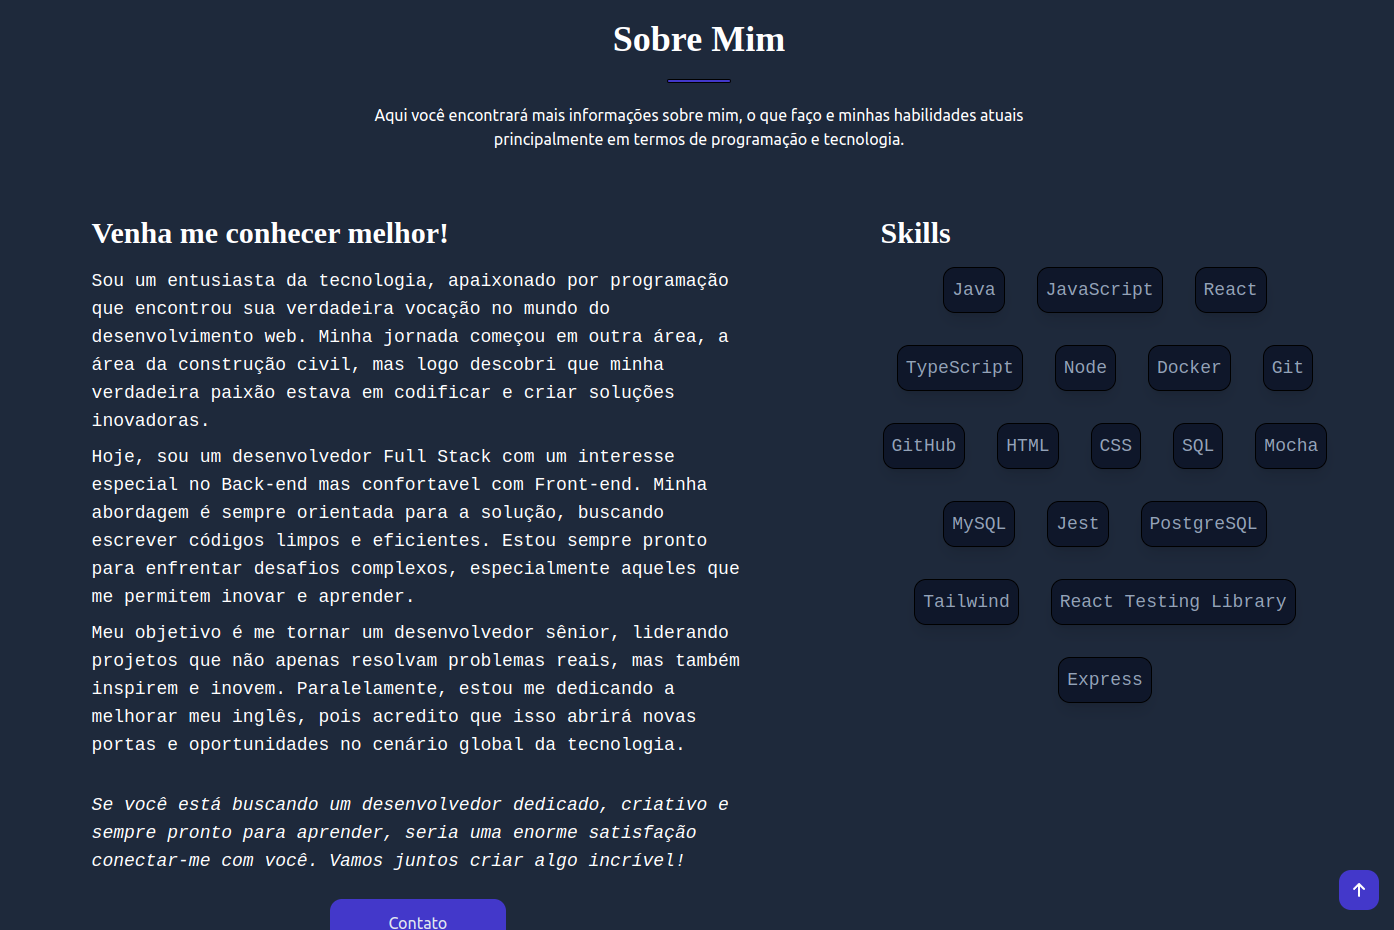 Sobre Mim
Aqui você encontrará mais informações sobre mim, o que faço e minhas habilidades atuais
principalmente em termos de programação e tecnologia.
Venha me conhecer melhor!
Sou um entusiasta da tecnologia, apaixonado por programação
que encontrou sua verdadeira vocação no mundo do
desenvolvimento web. Minha jornada começou em outra área, a
área da construção civil, mas logo descobri que minha
verdadeira paixão estava em codificar e criar soluções
inovadoras.
Hoje, sou um desenvolvedor Full Stack com um interesse
especial no Back-end mas confortavel com Front-end. Minha
abordagem é sempre orientada para a solução, buscando
escrever códigos limpos e eficientes. Estou sempre pronto
para enfrentar desafios complexos, especialmente aqueles que
me permitem inovar e aprender.
Meu objetivo é me tornar um desenvolvedor sênior, liderando
projetos que não apenas resolvam problemas reais, mas também
inspirem e inovem. Paralelamente, estou me dedicando a
melhorar meu inglês, pois acredito que isso abrirá novas
portas e oportunidades no cenário global da tecnologia.
Se você está buscando um desenvolvedor dedicado, criativo e
sempre pronto para aprender, seria uma enorme satisfação
conectar-me com você. Vamos juntos criar algo incrível!
Contato
Skills
Java JavaScript React
TypeScript Node Docker Git
GitHub HTML CSS SQL Mocha
MySQL Jest PostgreSQL
Tailwind React Testing Library
Express